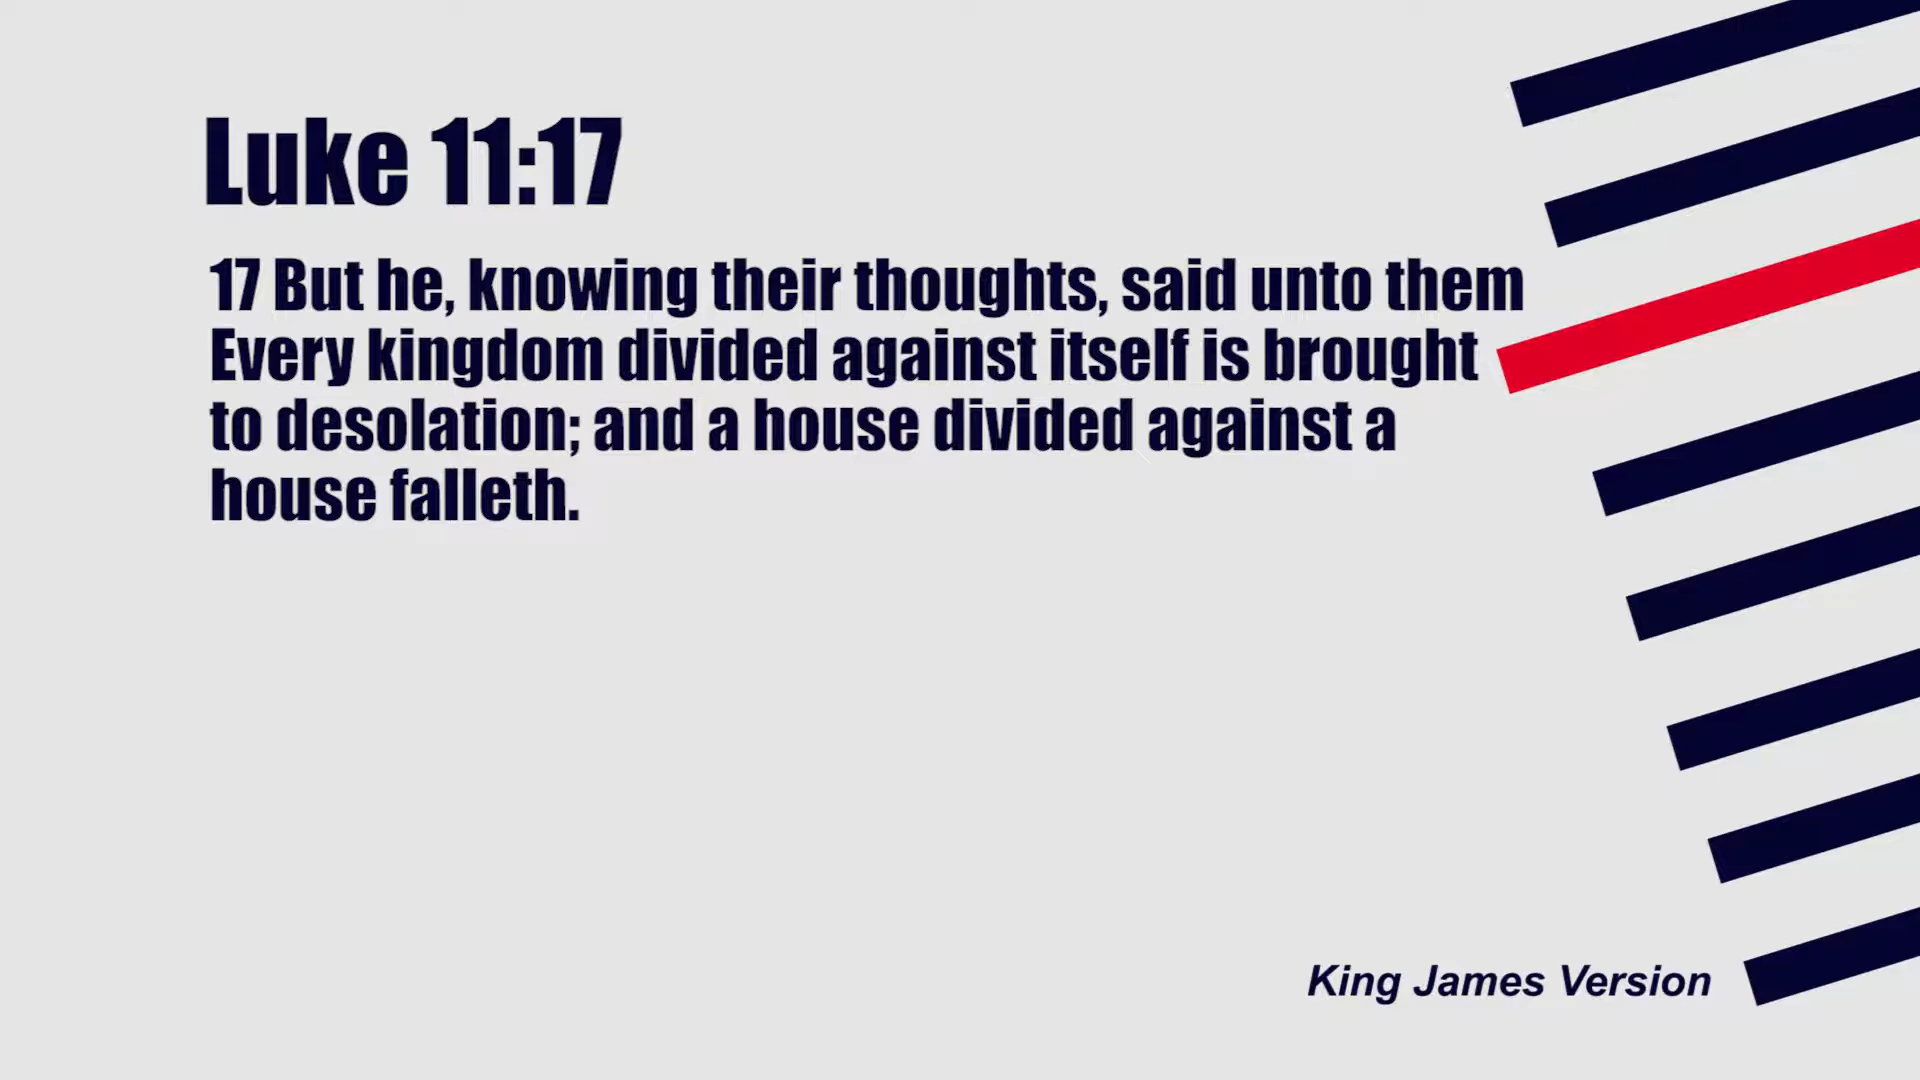 Luke 11:17
17 But he, knowing their thoughts, said unto them
Every kingdom divided against itself is brought
to desolation; and a house divided against a
house falleth.
King James Version